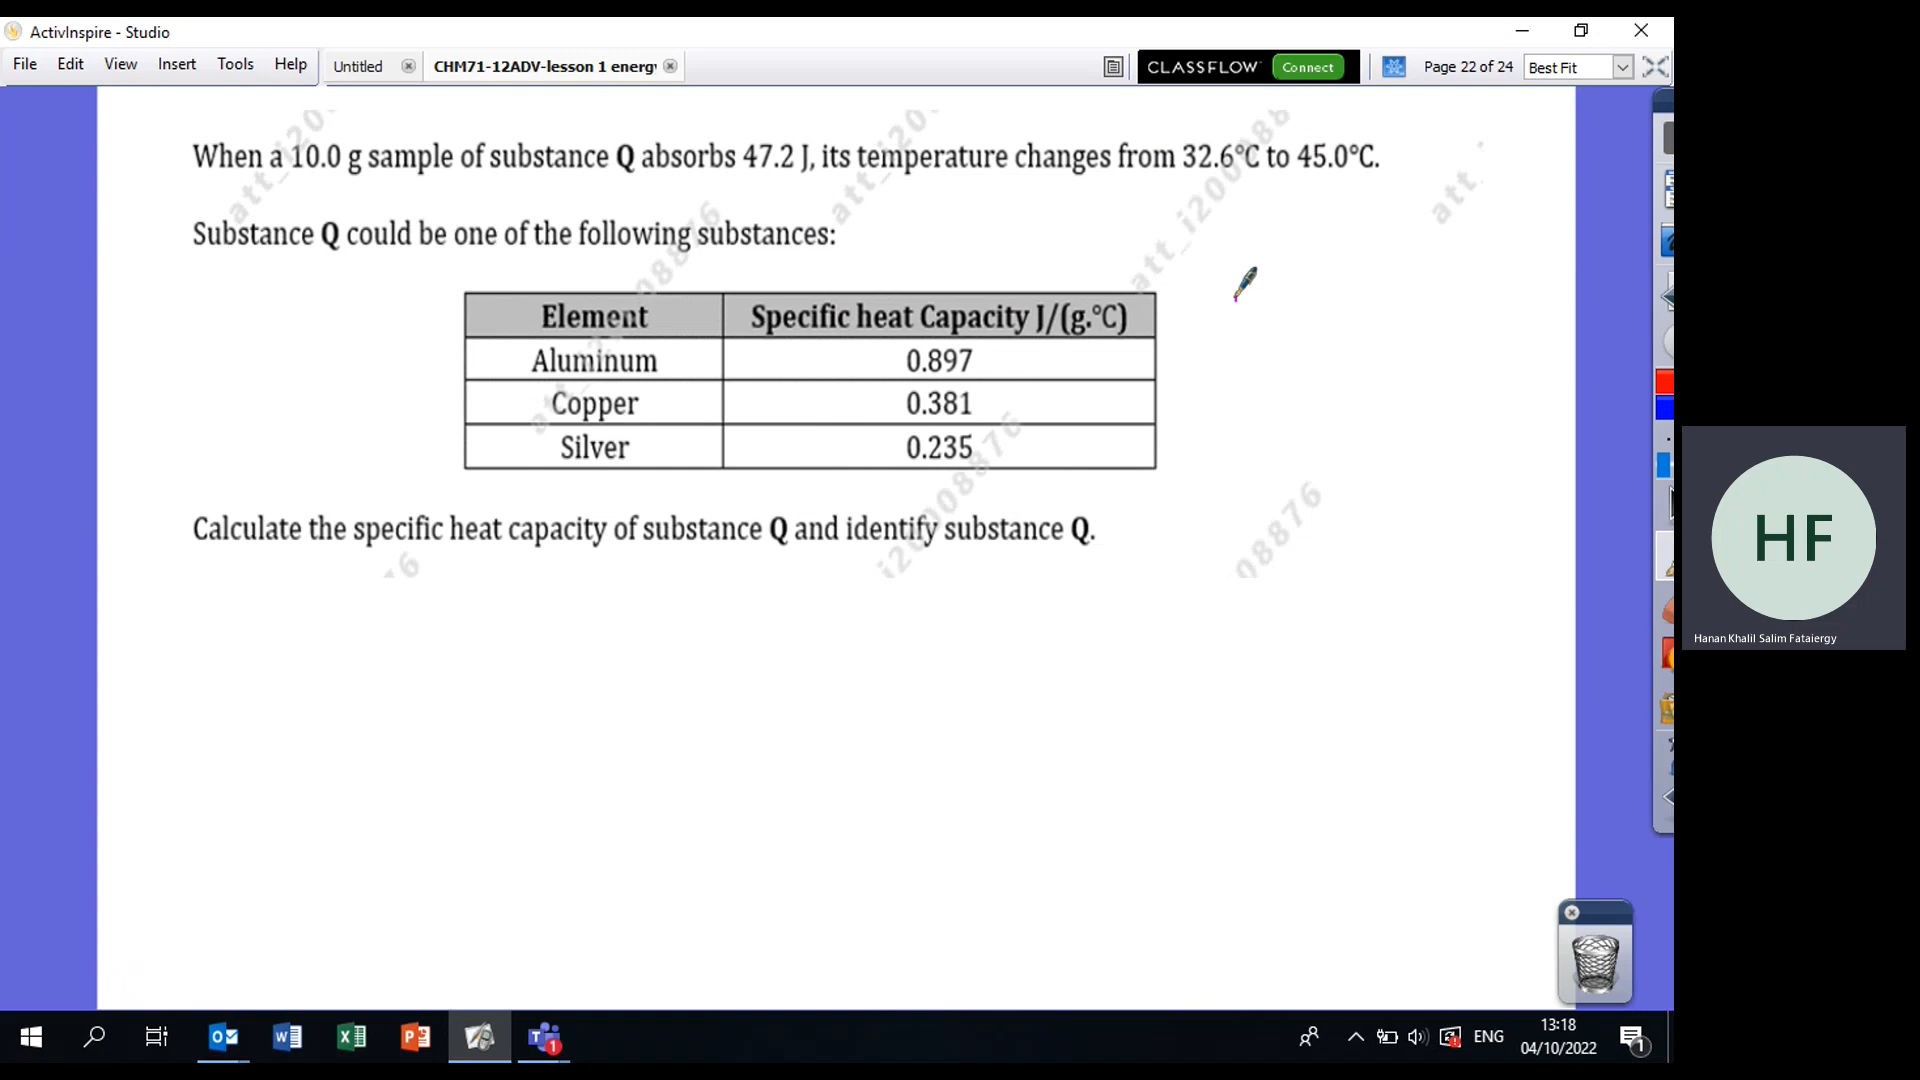 ActivInspire - Studio
File Edit View Insert Tools Help Untitled CHM71-12ADV-lesson 1 energy CLASSFLOW Connect Page 22 of 24 Best Fit
When a 10.0 g sample of substance Q absorbs 47.2 J, its temperature changes from 32.6°C to 45.0°C.
Substance Q could be one of the following substances:
Element Specific heat Capacity J/(g.°C)
Aluminum 0.897
Copper 0.381
Silver 0.235
Calculate the specific heat capacity of substance Q and identify substance Q.
att_i20088876
HF
Hanan Khalil Salim Fataiergy
ENG
13:18
04/10/2022
1
1